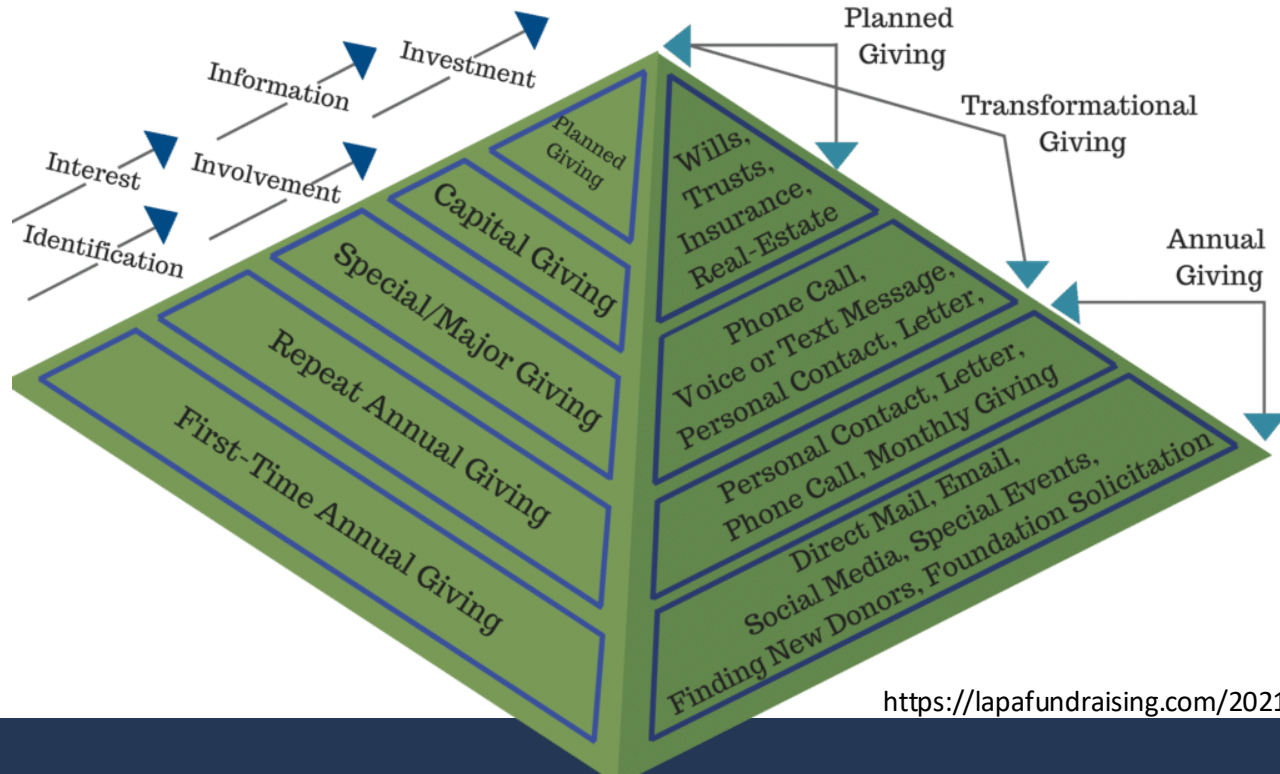 Planned
Giving
Investment
Information
Transformational
Giving
Interest
Involvement
Identification
Annual
Giving
Planned
Giving
Capital Giving
Special/Major Giving
Repeat Annual Giving
First-Time Annual Giving
Wills,
Trusts,
Insurance,
Real-Estate
Phone Call,
Voice or Text Message,
Personal Contact, Letter,
Personal Contact, Letter,
Phone Call, Monthly Giving
Direct Mail, Email,
Social Media, Special Events,
Finding New Donors, Foundation Solicitation
https://lapafundraising.com/2021